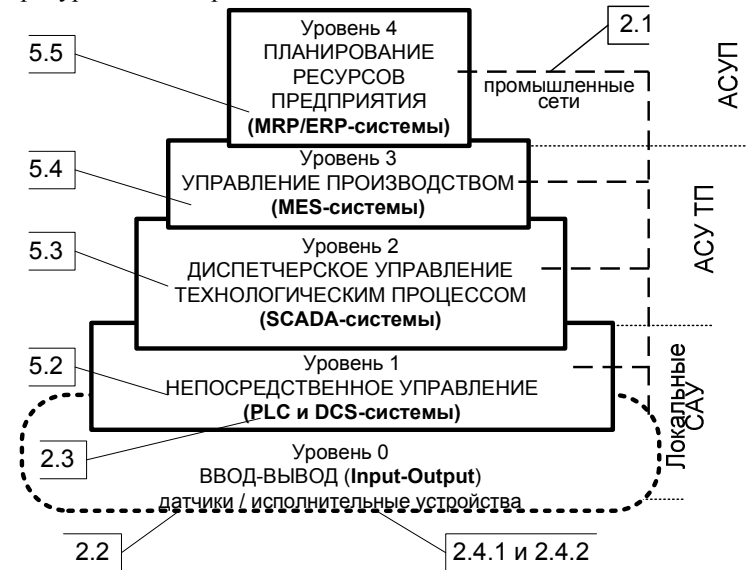 Уровень 4
ПЛАНИРОВАНИЕ
РЕСУРСОВ
ПРЕДПРИЯТИЯ
(MRP/ERP-системы)
5.5
2.1
промышленные
сети
АСУП
Уровень 3
УПРАВЛЕНИЕ ПРОИЗВОДСТВОМ
(MES-системы)
5.4
АСУ ТП
Уровень 2
ДИСПЕТЧЕРСКОЕ УПРАВЛЕНИЕ
ТЕХНОЛОГИЧЕСКИМ ПРОЦЕССОМ
(SCADA-системы)
5.3
Уровень 1
НЕПОСРЕДСТВЕННОЕ УПРАВЛЕНИЕ
(PLC и DCS-системы)
5.2
Локальные
САУ
2.3
Уровень 0
ВВОД-ВЫВОД (Input-Output)
датчики / исполнительные устройства
2.2
2.4.1 и 2.4.2